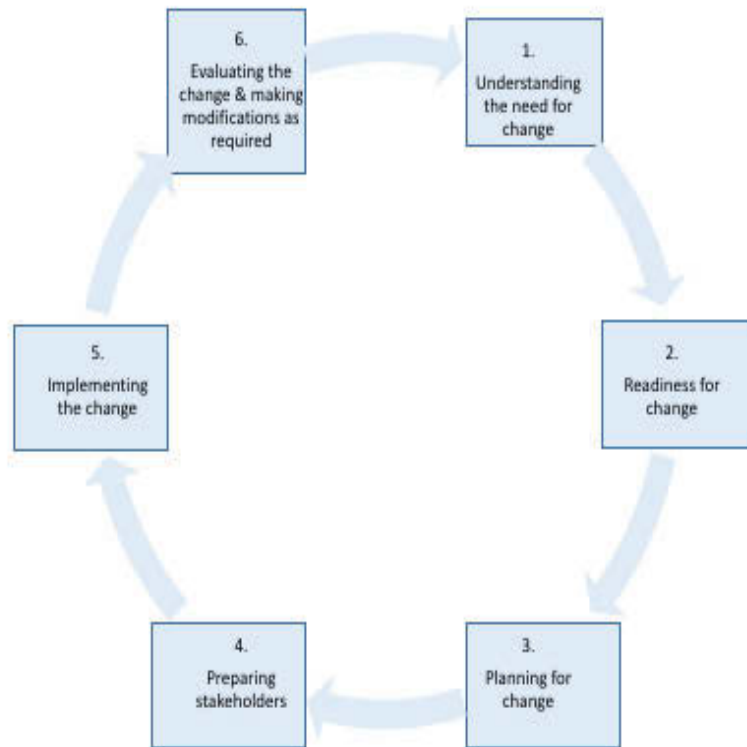 1.
Understanding
the need for
change
2.
Readiness for
change
3.
Planning for
change
4.
Preparing
stakeholders
5.
Implementing
the change
6.
Evaluating the
change & making
modifications as
required